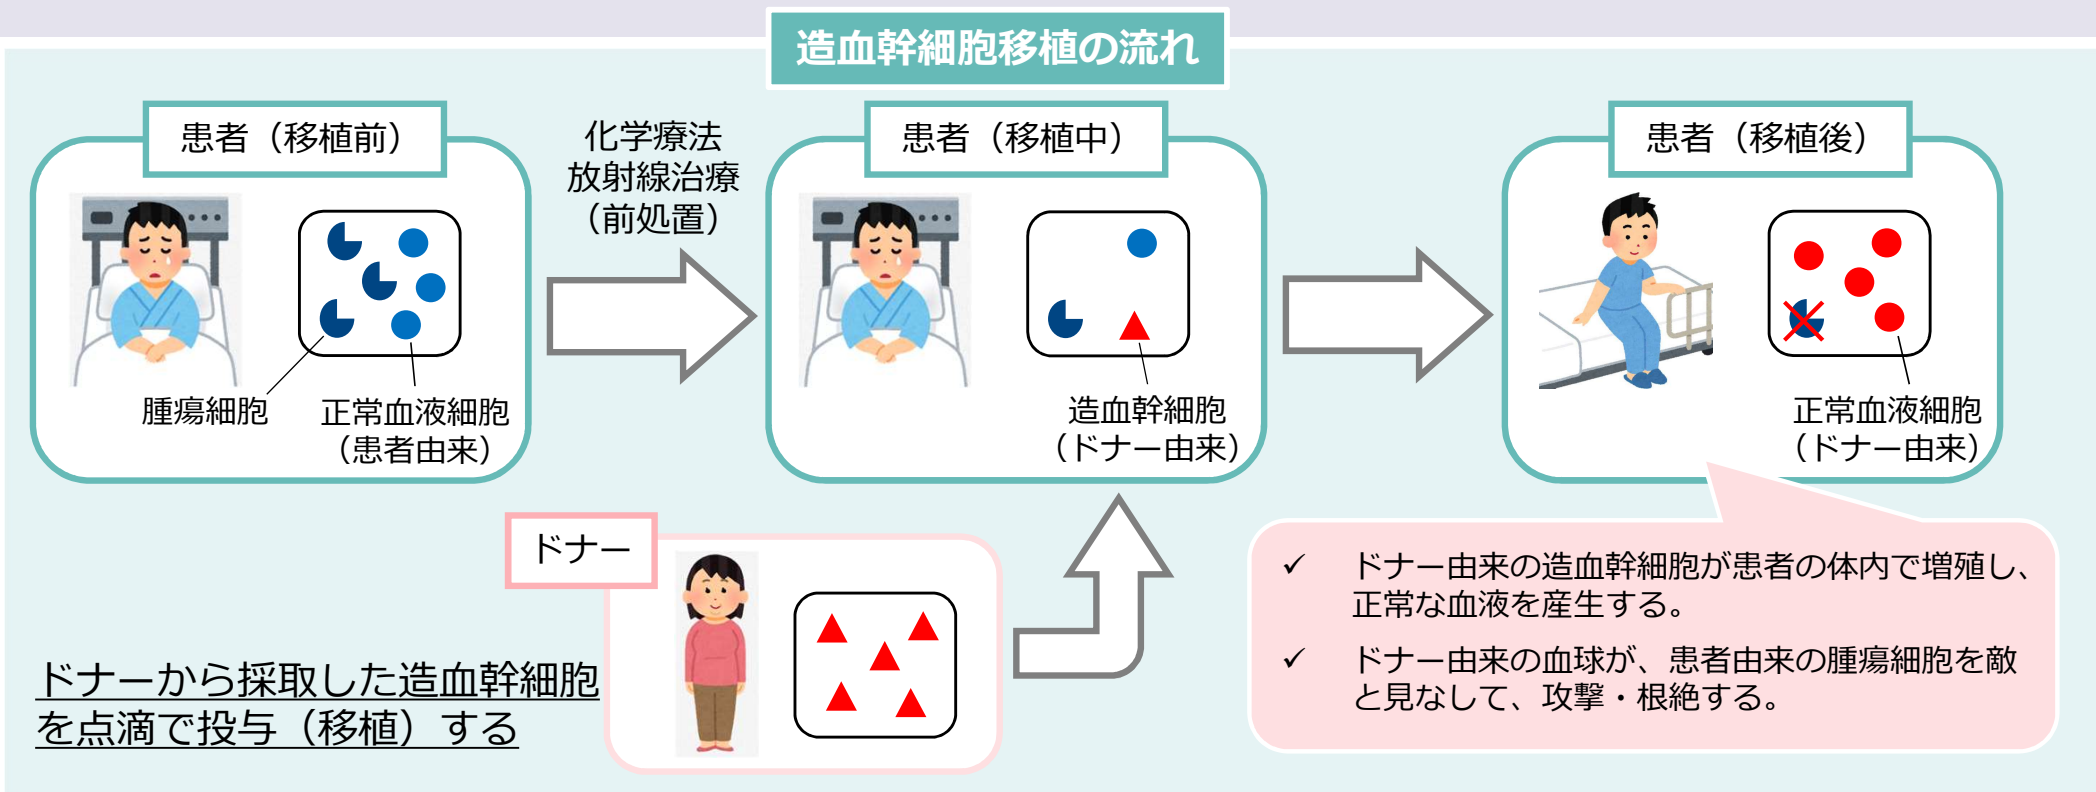 造血幹細胞移植の流れ
患者（移植前）
腫瘍細胞
正常血液細胞
（患者由来）
化学療法
放射線治療
（前処置）
患者（移植中）
造血幹細胞
（ドナー由来）
患者（移植後）
正常血液細胞
（ドナー由来）
ドナー
ドナーから採取した造血幹細胞
を点滴で投与（移植）する
✓ ドナー由来の造血幹細胞が患者の体内で増殖し、
正常な血液を産生する。
✓ ドナー由来の血球が、患者由来の腫瘍細胞を敵
と見なして、攻撃・根絶する。